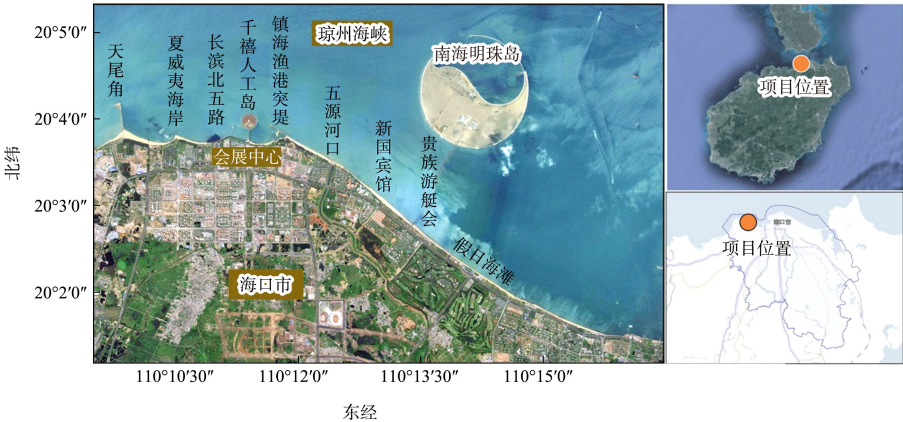 北纬
20°5′0″
20°4′0″
20°3′0″
20°2′0″
天尾角
夏威夷海岸
长滨北五路
千禧人工岛
镇海渔港突堤
琼州海峡
南海明珠岛
五源河口
新国宾馆
贵族游艇会
会展中心
假日海滩
海口市
110°10′30″
110°12′0″
110°13′30″
110°15′0″
东经
项目位置
海口市
项目位置